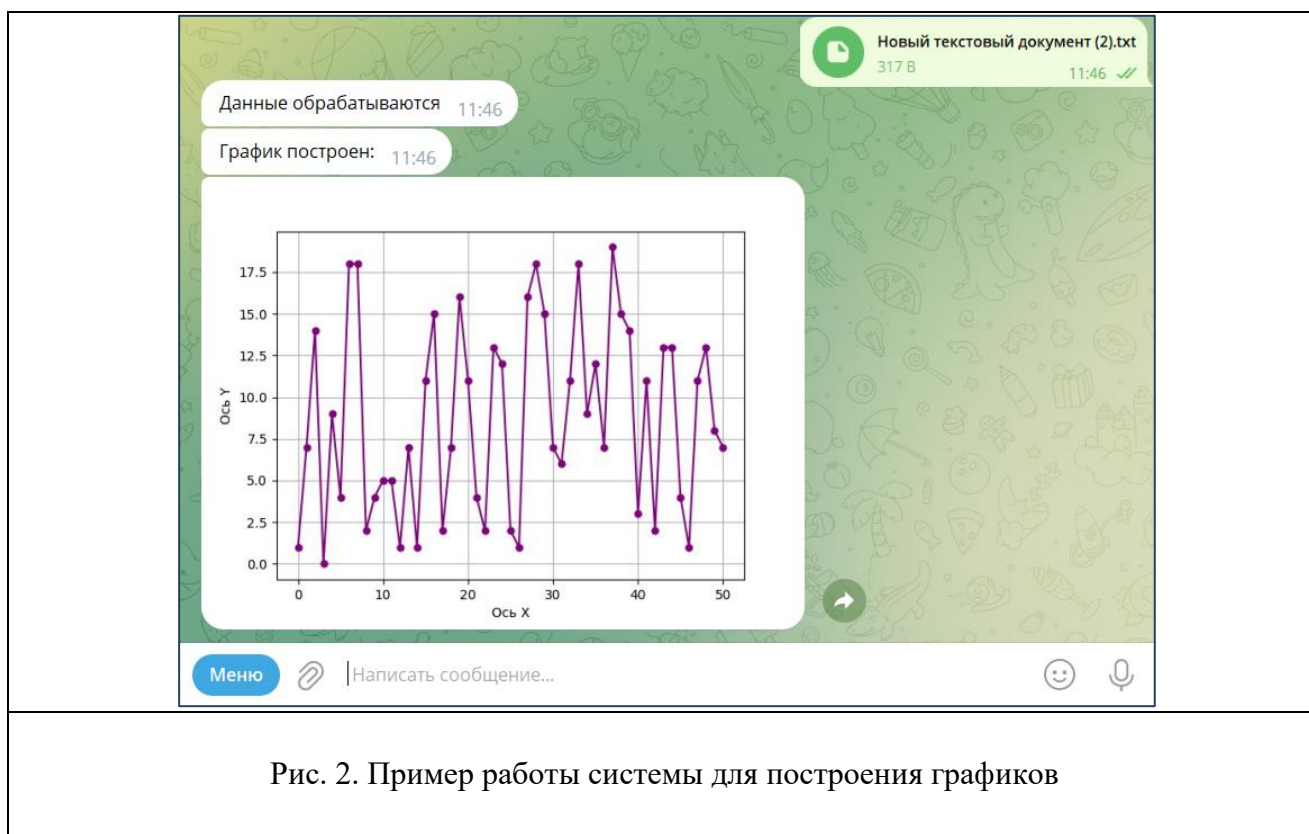 Новый текстовый документ (2).txt
317 B
11:46
Данные обрабатываются 11:46
График построен: 11:46
17.5
15.0
12.5
10.0
7.5
5.0
2.5
0.0
Ось Y
0 10 20 30 40 50
Ось X
Меню
Написать сообщение...
Рис. 2. Пример работы системы для построения графиков